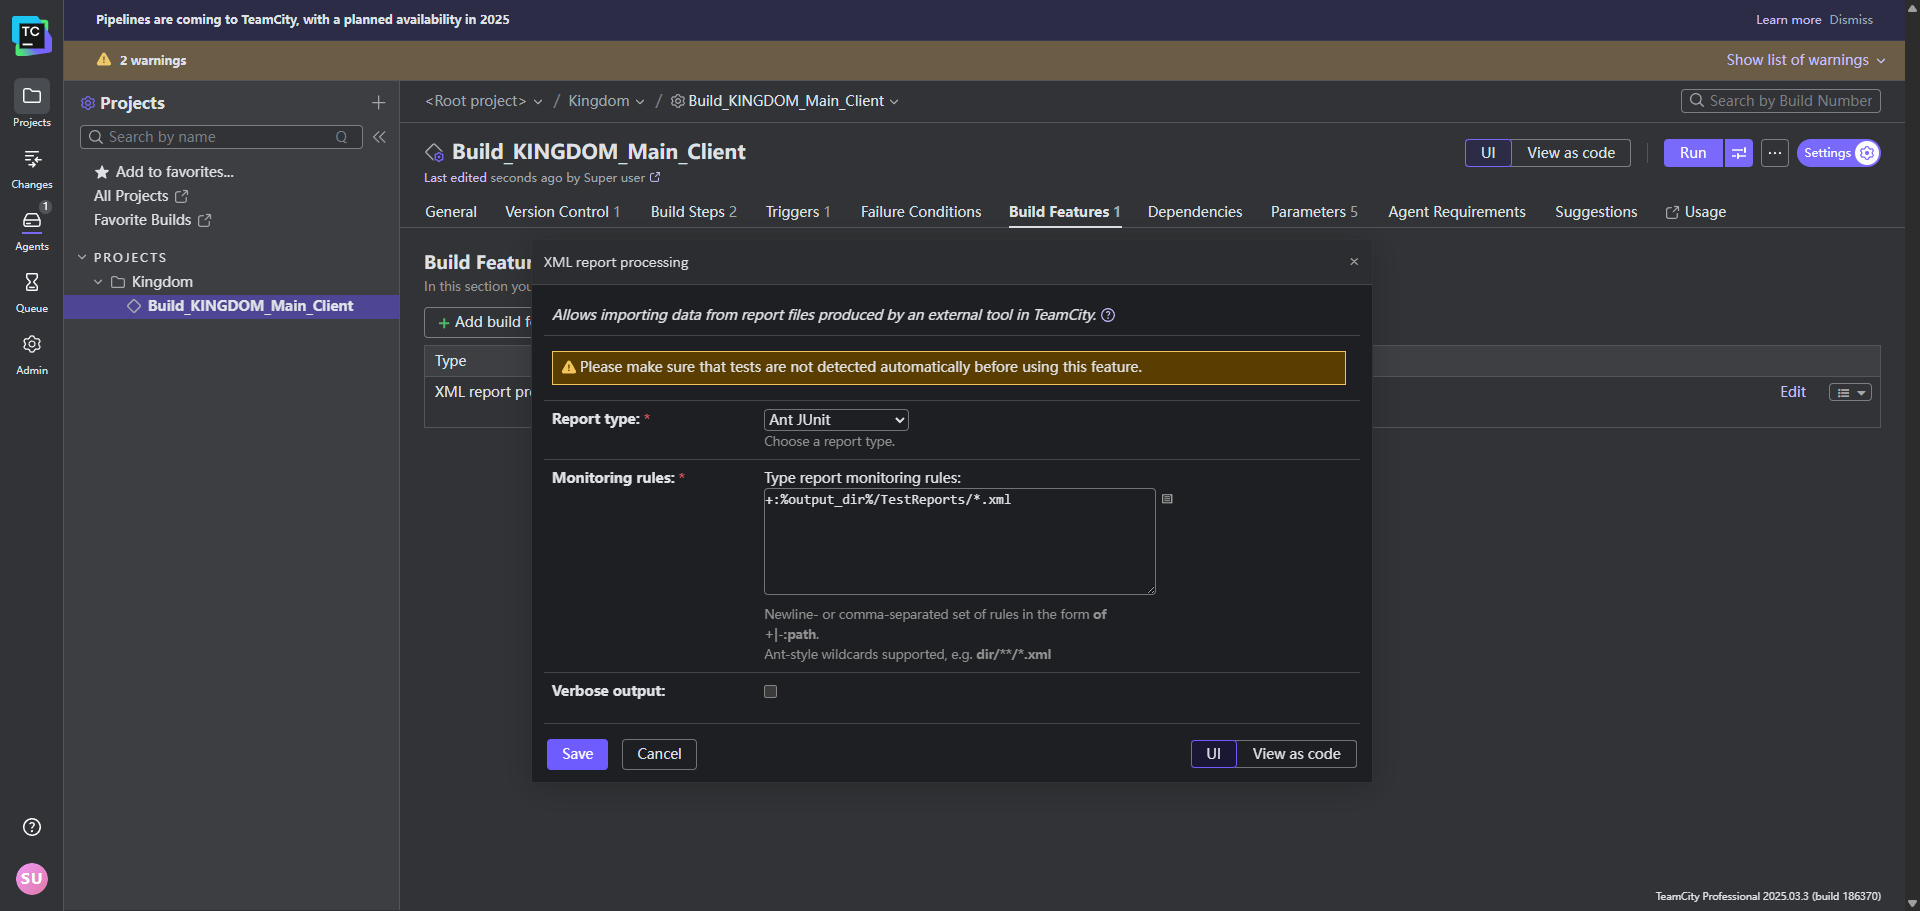 Pipelines are coming to TeamCity, with a planned availability in 2025
Learn more Dismiss
TC
2 warnings
Show list of warnings
Projects
Changes
1
Agents
Queue
Admin
SU
Projects
Search by name Q
Add to favorites...
All Projects
Favorite Builds
PROJECTS
Kingdom
Build_KINGDOM_Main_Client
<Root project> / Kingdom / Build_KINGDOM_Main_Client
Search by Build Number
Build_KINGDOM_Main_Client
Last edited seconds ago by Super user
UI View as code
Run
...
Settings
General Version Control 1 Build Steps 2 Triggers 1 Failure Conditions Build Features 1 Dependencies Parameters 5 Agent Requirements Suggestions Usage
Build Featur
In this section you
+ Add build f
Type
XML report pr
Edit
XML report processing
×
Allows importing data from report files produced by an external tool in TeamCity.
Please make sure that tests are not detected automatically before using this feature.
Report type: *
Ant JUnit
Choose a report type.
Monitoring rules: *
Type report monitoring rules:
+:%output_dir%/TestReports/*.xml
Newline- or comma-separated set of rules in the form of
+|-:path.
Ant-style wildcards supported, e.g. dir/**/*.xml
Verbose output:
Save Cancel
UI View as code
TeamCity Professional 2025.03.3 (build 186370)